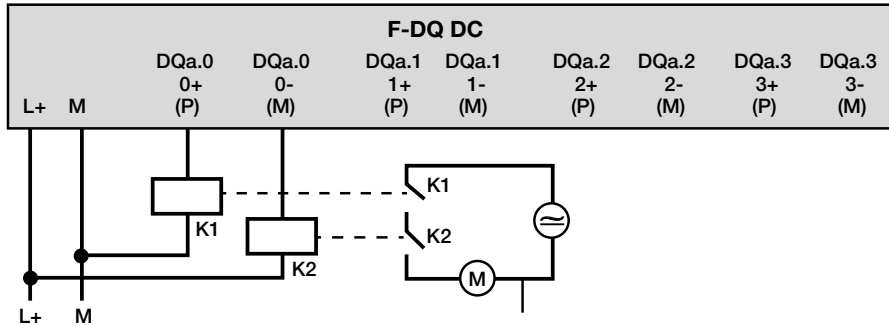 F-DQ DC
DQa.0 DQa.0 DQa.1 DQa.1 DQa.2 DQa.2 DQa.3 DQa.3
0+ 0- 1+ 1- 2+ 2- 3+ 3-
L+ M (P) (M) (P) (M) (P) (M) (P) (M)
K1
K1
K2
K2
M
L+ M